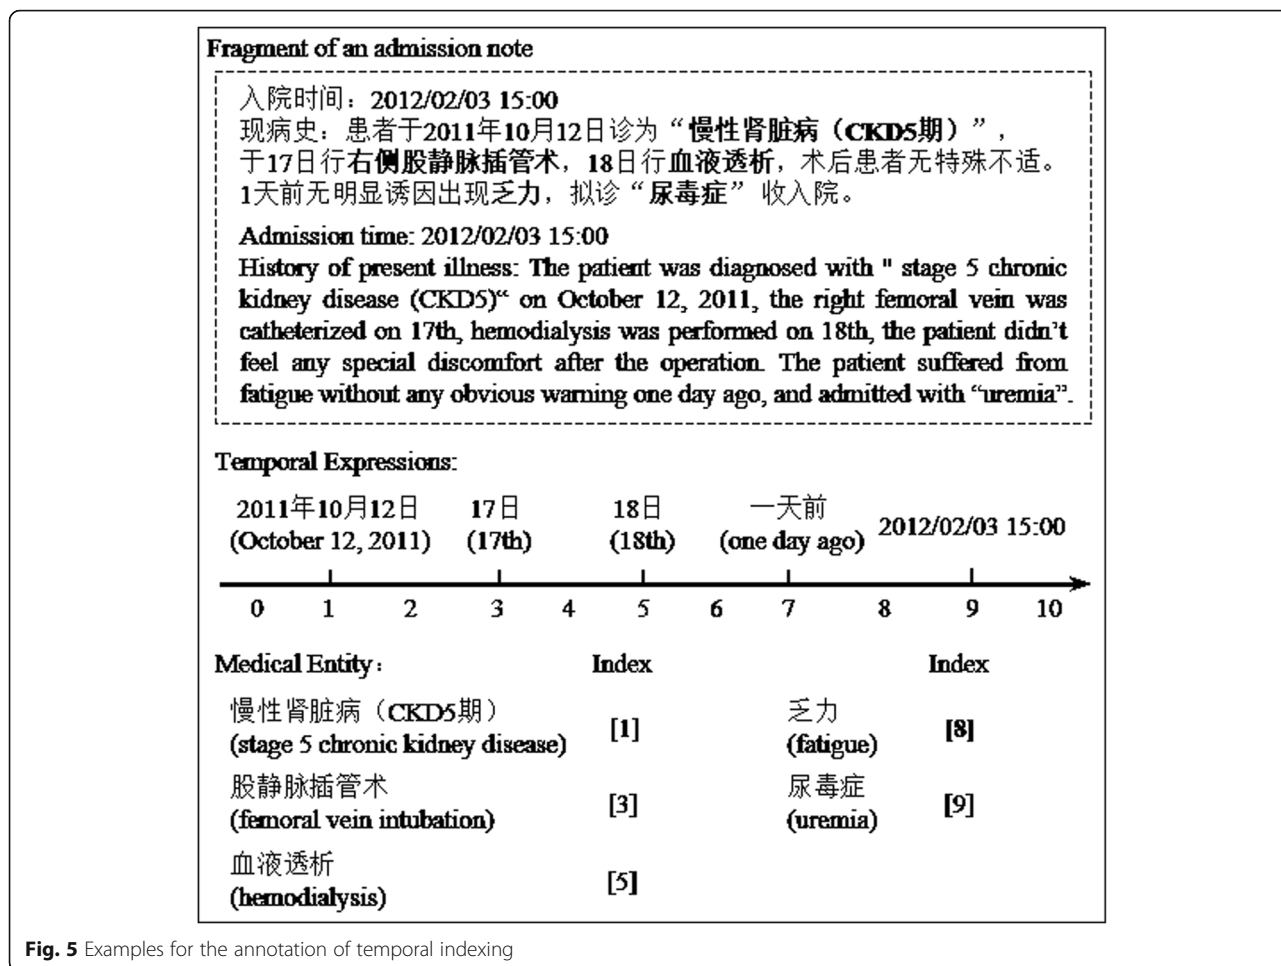 Fragment of an admission note
入院时间：2012/02/03 15:00
现病史：患者于2011年10月12日诊为“慢性肾脏病（CKD5期）”，
于17日行右侧股静脉插管术，18日行血液透析，术后患者无特殊不适。
1天前无明显诱因出现乏力，拟诊“尿毒症”收入院。
Admission time: 2012/02/03 15:00
History of present illness: The patient was diagnosed with " stage 5 chronic
kidney disease (CKD5)“ on October 12, 2011, the right femoral vein was
catheterized on 17th, hemodialysis was performed on 18th, the patient didn’t
feel any special discomfort after the operation. The patient suffered from
fatigue without any obvious warning one day ago, and admitted with “uremia”.
Temporal Expressions:
2011年10月12日 17日 18日 一天前 2012/02/03 15:00
(October 12, 2011) (17th) (18th) (one day ago)
0 1 2 3 4 5 6 7 8 9 10
Medical Entity： Index Index
慢性肾脏病（CKD5期） [1] 乏力 [8]
(stage 5 chronic kidney disease) (fatigue)
股静脉插管术 [3] 尿毒症 [9]
(femoral vein intubation) (uremia)
血液透析 [5]
(hemodialysis)
Fig. 5 Examples for the annotation of temporal indexing